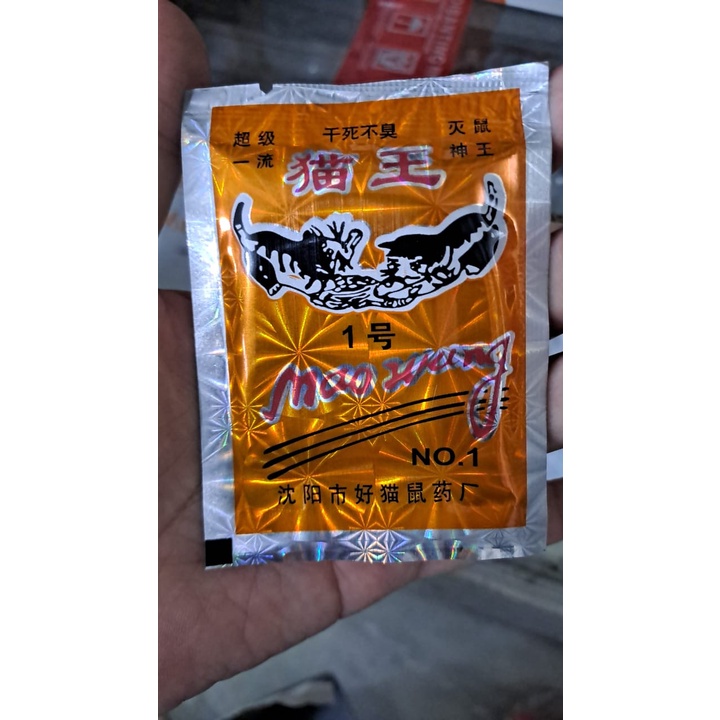 超级 干死不臭 灭鼠
一流 神王
猫王
1号
Mao Wang
NO.1
沈阳市好猫鼠药厂